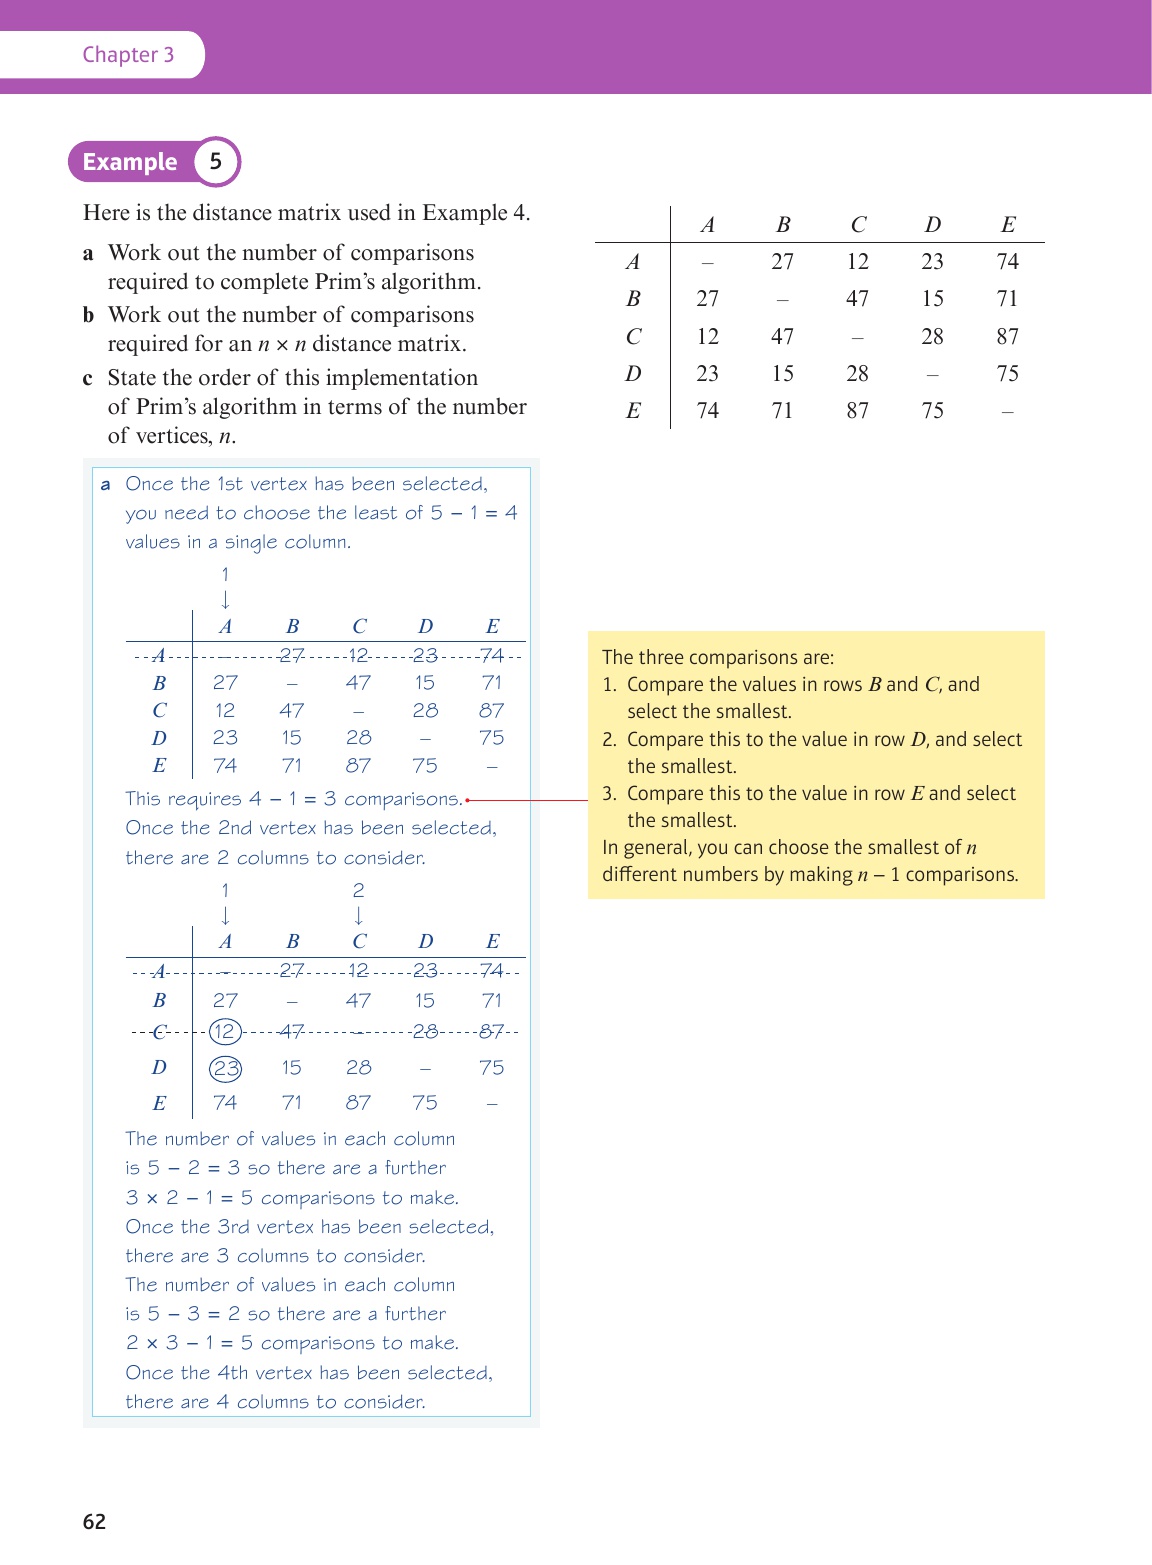 Chapter 3
Example 5
Here is the distance matrix used in Example 4.
a Work out the number of comparisons
required to complete Prim's algorithm.
b Work out the number of comparisons
required for an n × n distance matrix.
c State the order of this implementation
of Prim's algorithm in terms of the number
of vertices, n.
A B C D E
A – 27 12 23 74
B 27 – 47 15 71
C 12 47 – 28 87
D 23 15 28 – 75
E 74 71 87 75 –
a Once the 1st vertex has been selected,
you need to choose the least of 5 – 1 = 4
values in a single column.
1
↓
A B C D E
A – 27 12 23 74
B 27 – 47 15 71
C 12 47 – 28 87
D 23 15 28 – 75
E 74 71 87 75 –
This requires 4 – 1 = 3 comparisons.
Once the 2nd vertex has been selected,
there are 2 columns to consider.
1 2
↓ ↓
A B C D E
A – 27 12 23 74
B 27 – 47 15 71
C 12 47 – 28 87
D 23 15 28 – 75
E 74 71 87 75 –
The number of values in each column
is 5 – 2 = 3 so there are a further
3 × 2 – 1 = 5 comparisons to make.
Once the 3rd vertex has been selected,
there are 3 columns to consider.
The number of values in each column
is 5 – 3 = 2 so there are a further
2 × 3 – 1 = 5 comparisons to make.
Once the 4th vertex has been selected,
there are 4 columns to consider.
The three comparisons are:
1. Compare the values in rows B and C, and
select the smallest.
2. Compare this to the value in row D, and select
the smallest.
3. Compare this to the value in row E and select
the smallest.
In general, you can choose the smallest of n
different numbers by making n – 1 comparisons.
62